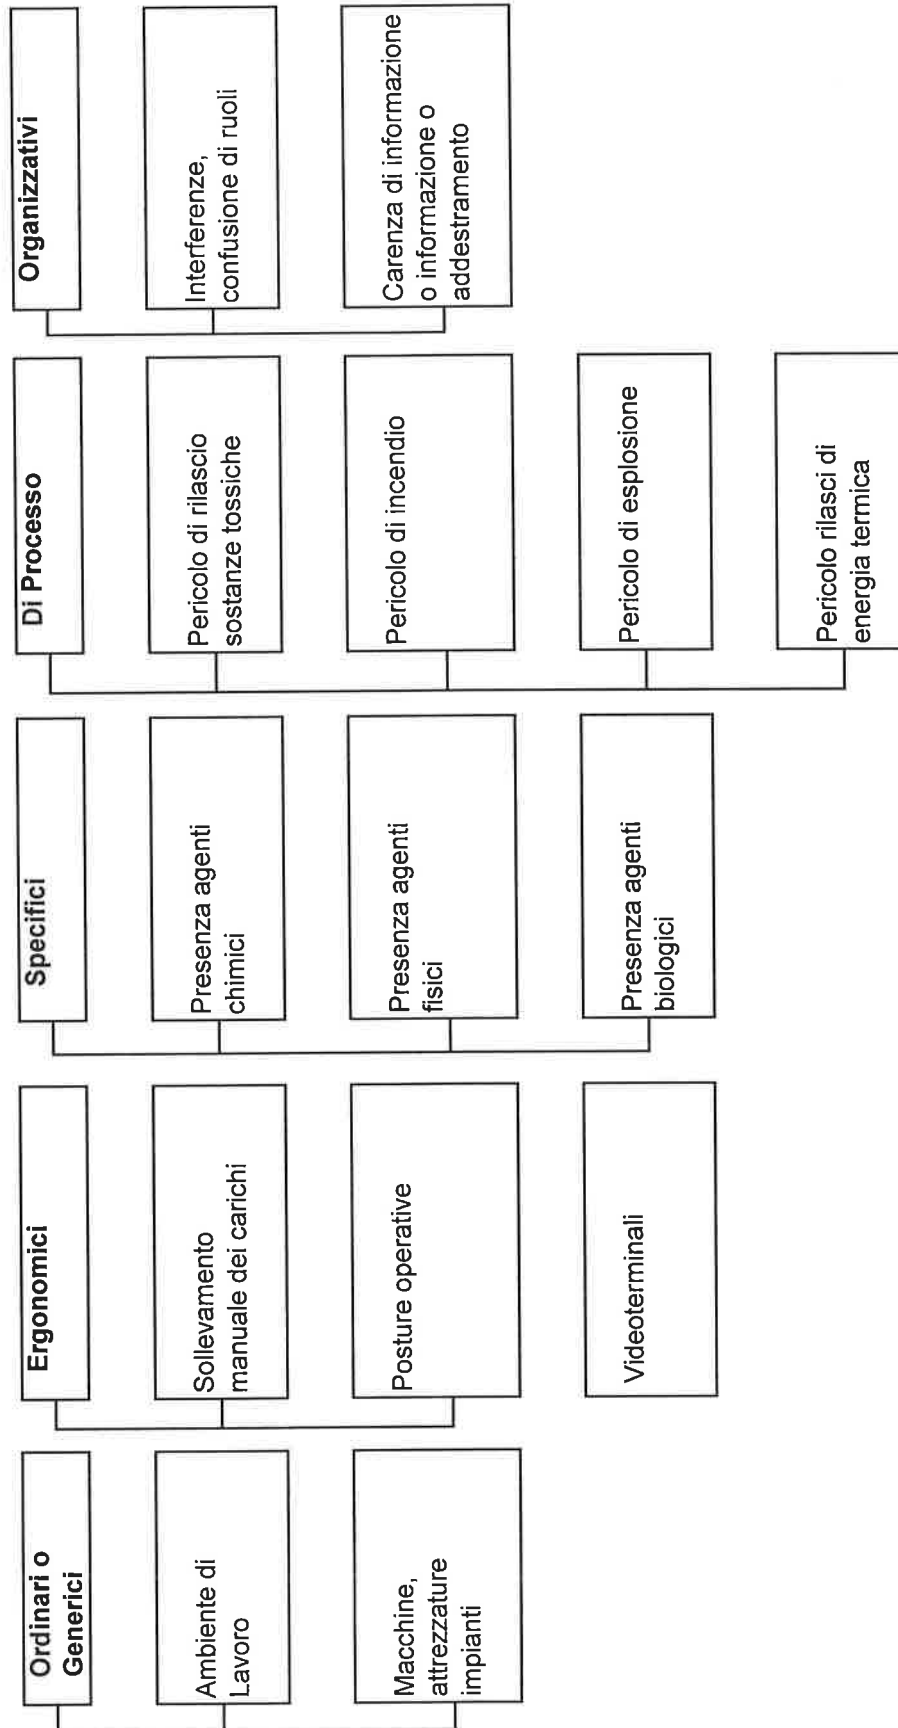 Ordinari o
Generici
Ambiente di
Lavoro
Macchine,
attrezzature
impianti
Ergonomici
Sollevamento
manuale dei carichi
Posture operative
Videoterminali
Specifici
Presenza agenti
chimici
Presenza agenti
fisici
Presenza agenti
biologici
Di Processo
Pericolo di rilascio
sostanze tossiche
Pericolo di incendio
Pericolo di esplosione
Pericolo rilasci di
energia termica
Organizzativi
Interferenze,
confusione di ruoli
Carenza di informazione
o informazione o
addestramento